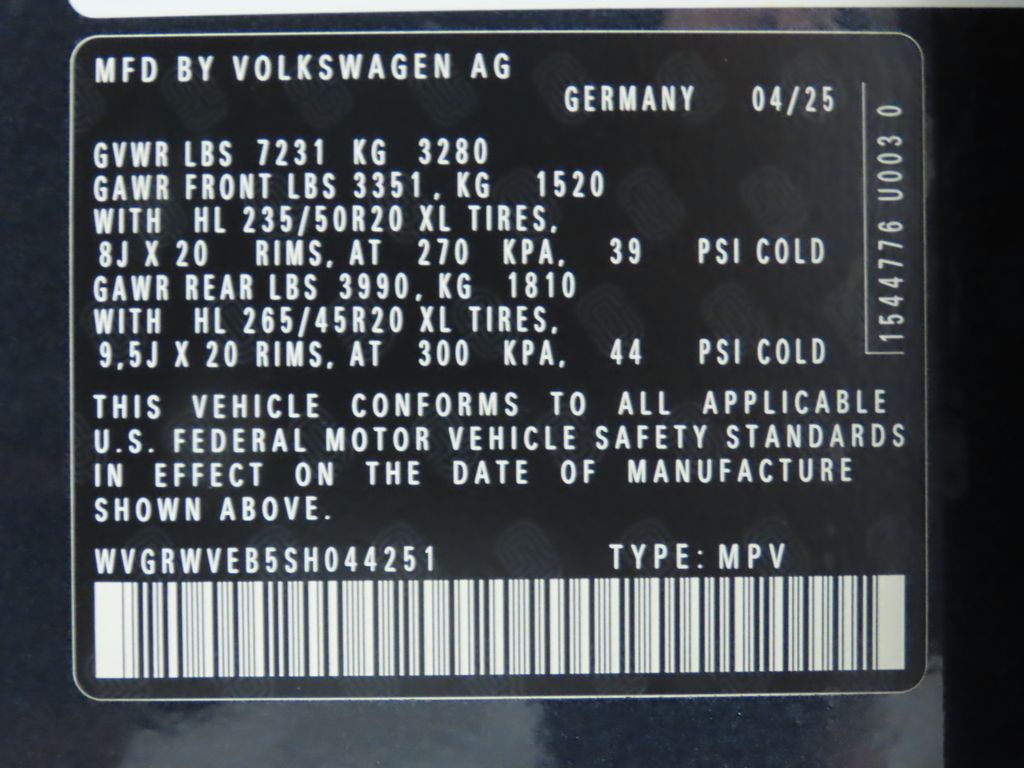 MFD BY VOLKSWAGEN AG
GERMANY 04/25
GVWR LBS 7231 KG 3280
GAWR FRONT LBS 3351, KG 1520
WITH HL 235/50R20 XL TIRES,
8J X 20 RIMS, AT 270 KPA, 39 PSI COLD
GAWR REAR LBS 3990, KG 1810
WITH HL 265/45R20 XL TIRES,
9,5J X 20 RIMS, AT 300 KPA, 44 PSI COLD
THIS VEHICLE CONFORMS TO ALL APPLICABLE
U.S. FEDERAL MOTOR VEHICLE SAFETY STANDARDS
IN EFFECT ON THE DATE OF MANUFACTURE
SHOWN ABOVE.
WVGRWVEB5SH044251 TYPE: MPV
1544776 U003 0